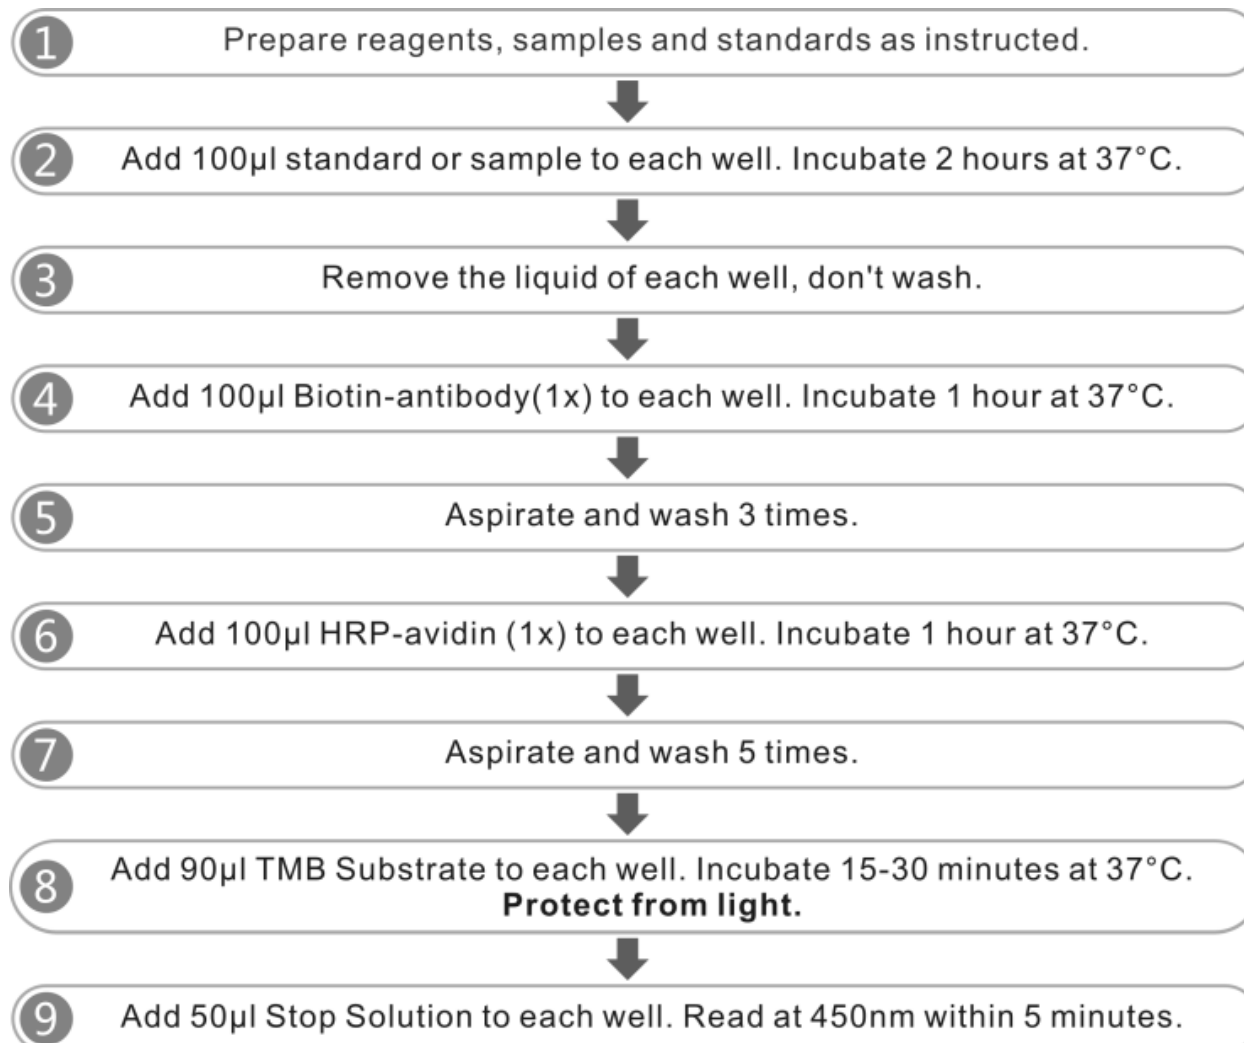 1 Prepare reagents, samples and standards as instructed.
2 Add 100µl standard or sample to each well. Incubate 2 hours at 37°C.
3 Remove the liquid of each well, don't wash.
4 Add 100µl Biotin-antibody(1x) to each well. Incubate 1 hour at 37°C.
5 Aspirate and wash 3 times.
6 Add 100µl HRP-avidin (1x) to each well. Incubate 1 hour at 37°C.
7 Aspirate and wash 5 times.
8 Add 90µl TMB Substrate to each well. Incubate 15-30 minutes at 37°C.
Protect from light.
9 Add 50µl Stop Solution to each well. Read at 450nm within 5 minutes.